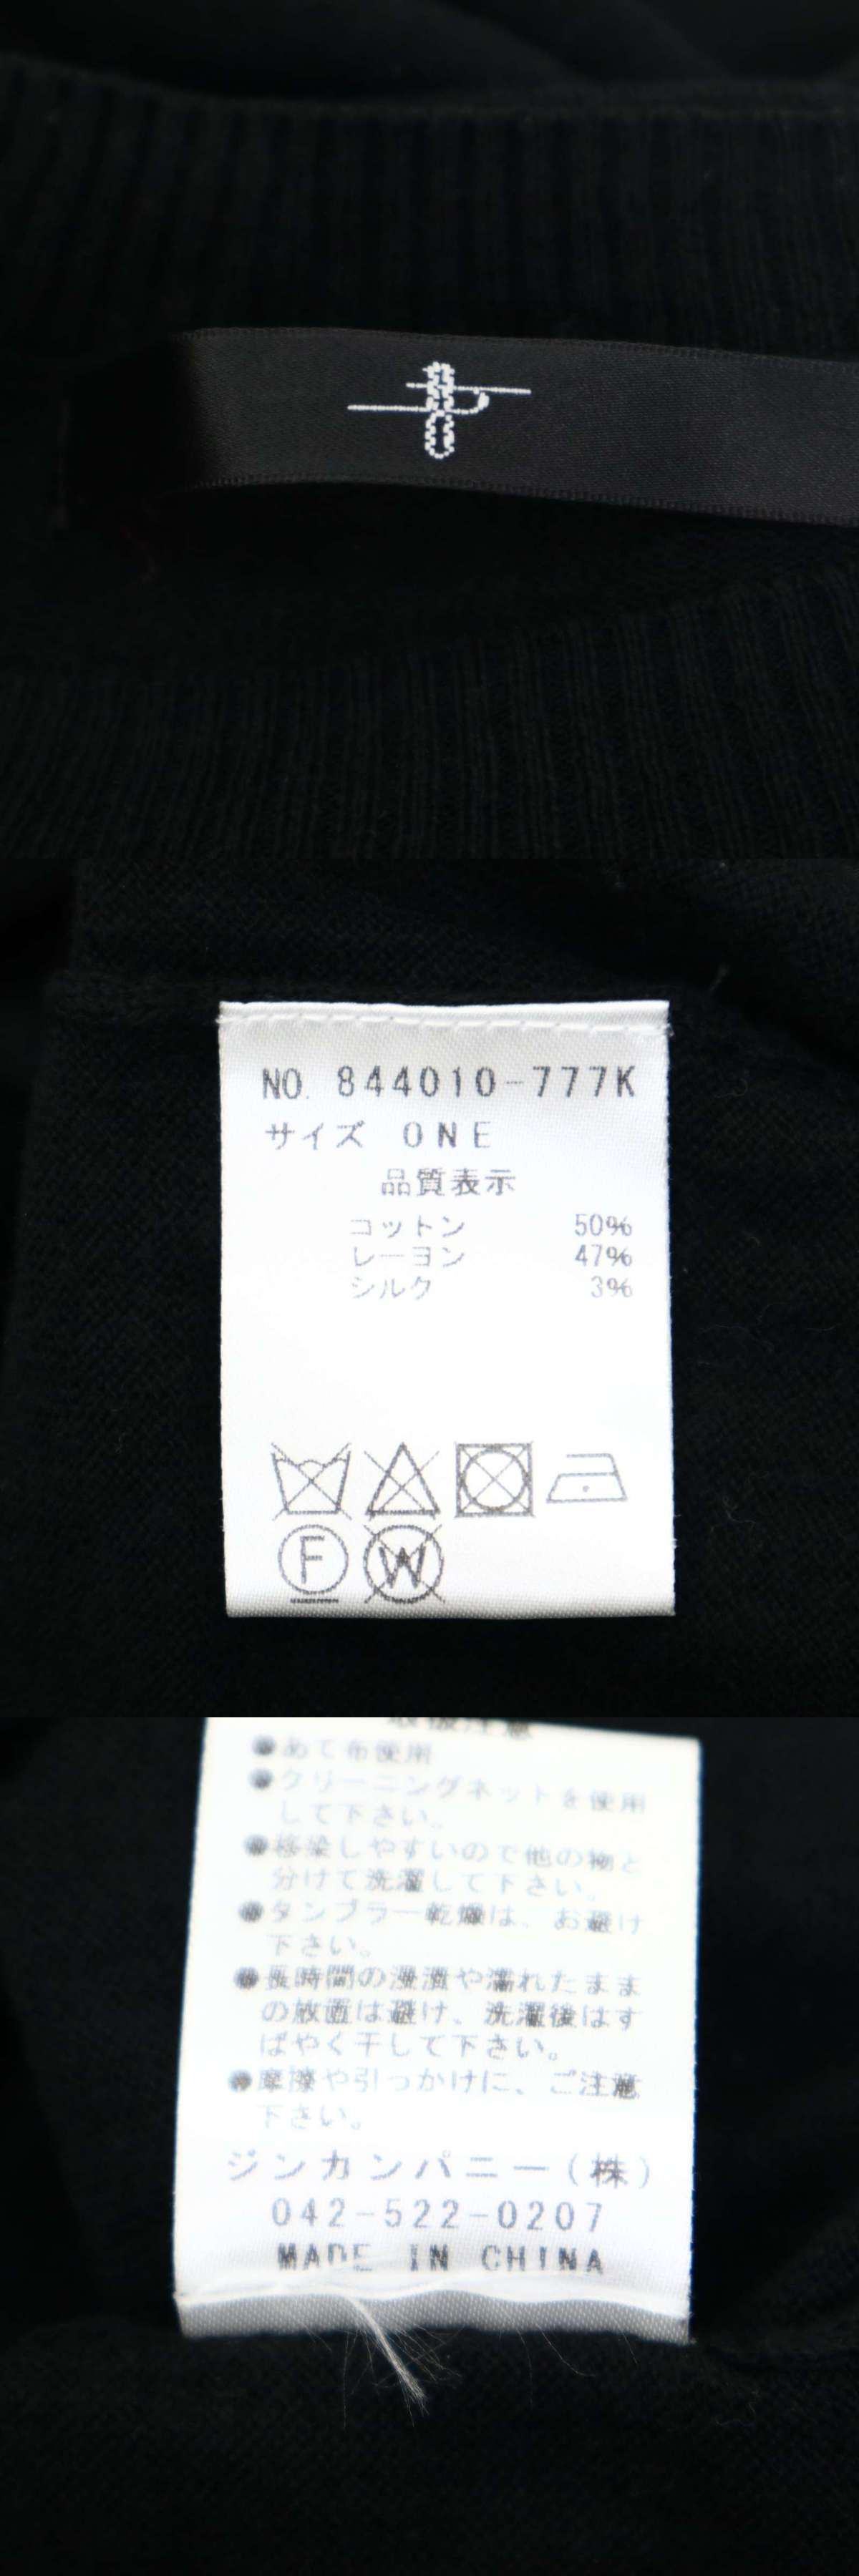 NO. 844010-777K
サイズ ONE
品質表示
コットン 50%
レーヨン 47%
シルク 3%
F
W
取扱注意
●あて布使用
●クリーニングネットを使用
して下さい。
●移染しやすいので他の物と
分けて洗濯して下さい。
●タンブラー乾燥は、お避け
下さい。
●長時間の浸漬や濡れたまま
の放置は避け、洗濯後はす
ばやく干して下さい。
●摩擦や引っかけに、ご注意
下さい。
ジンカンパニー(株)
042-522-0207
MADE IN CHINA